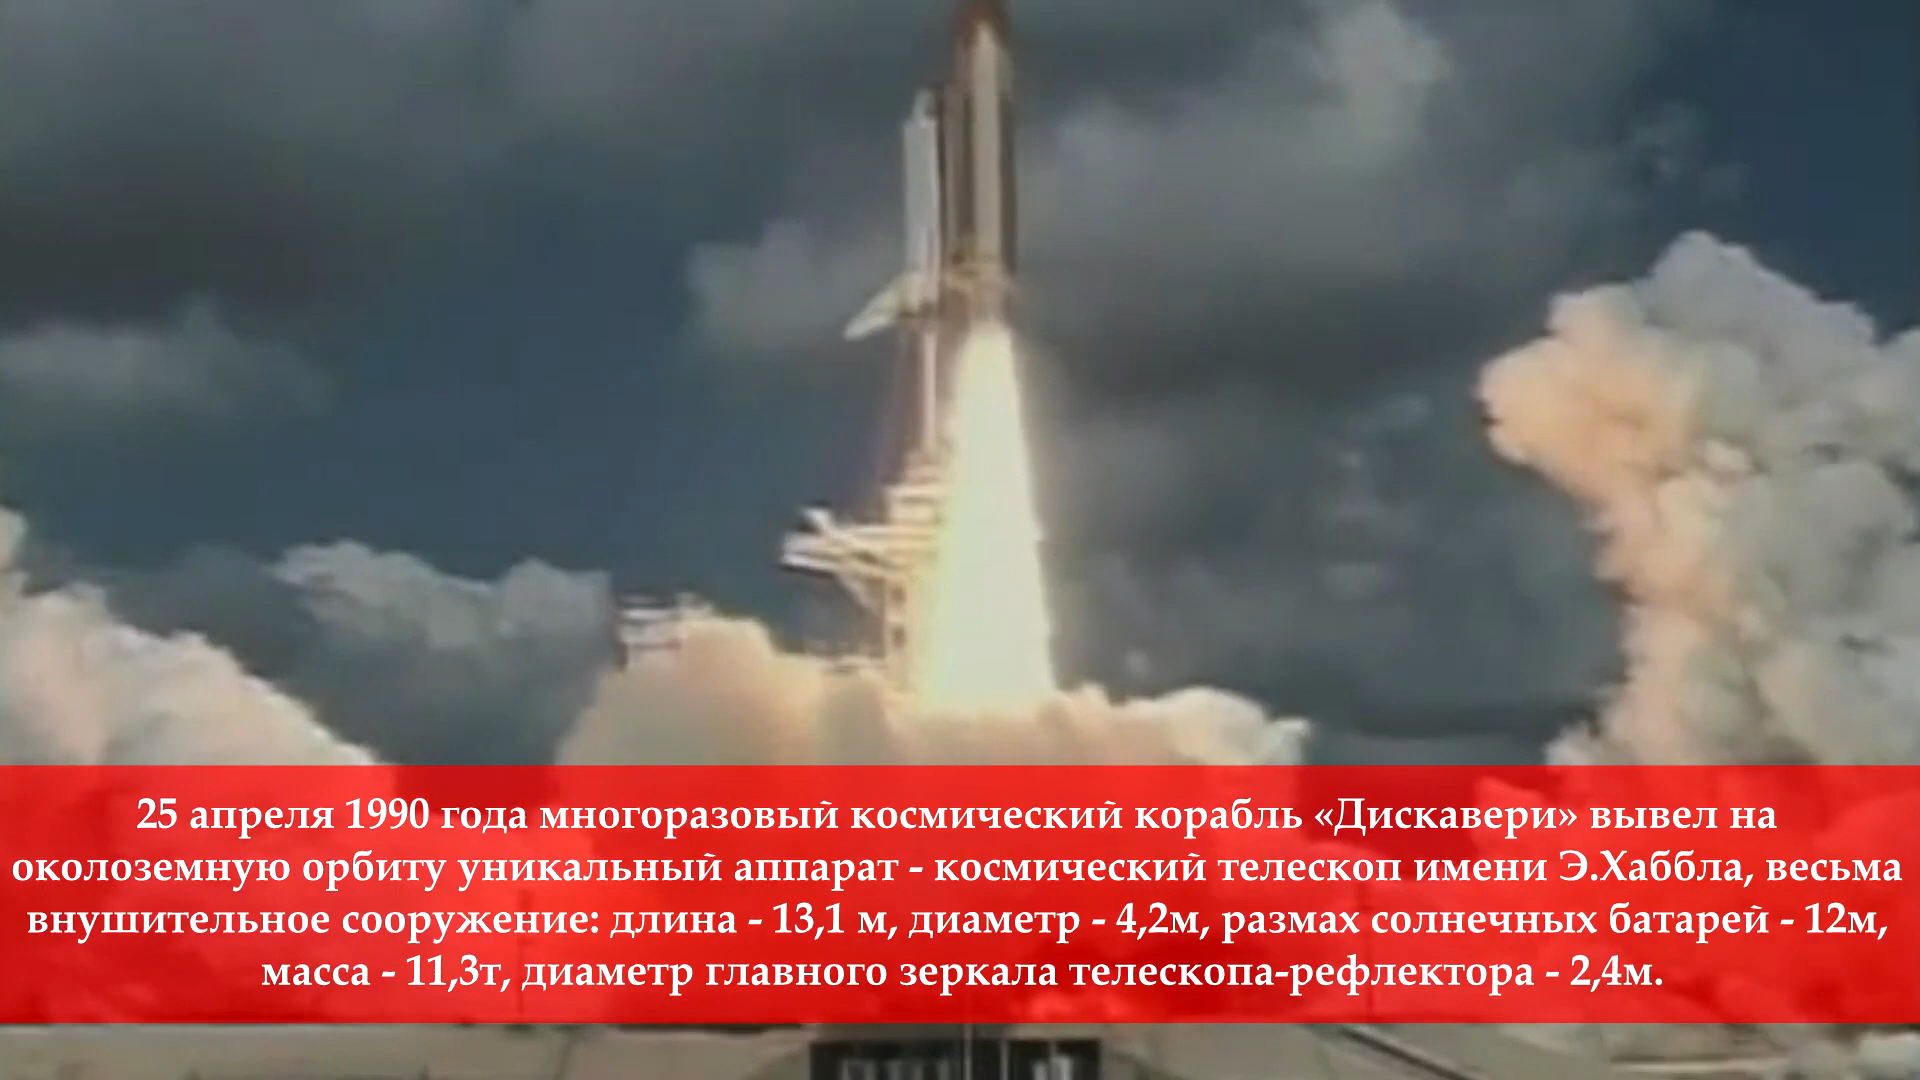 25 апреля 1990 года многоразовый космический корабль «Дискавери» вывел на
околоземную орбиту уникальный аппарат - космический телескоп имени Э.Хаббла, весьма
внушительное сооружение: длина - 13,1 м, диаметр - 4,2м, размах солнечных батарей - 12м,
масса - 11,3т, диаметр главного зеркала телескопа-рефлектора - 2,4м.